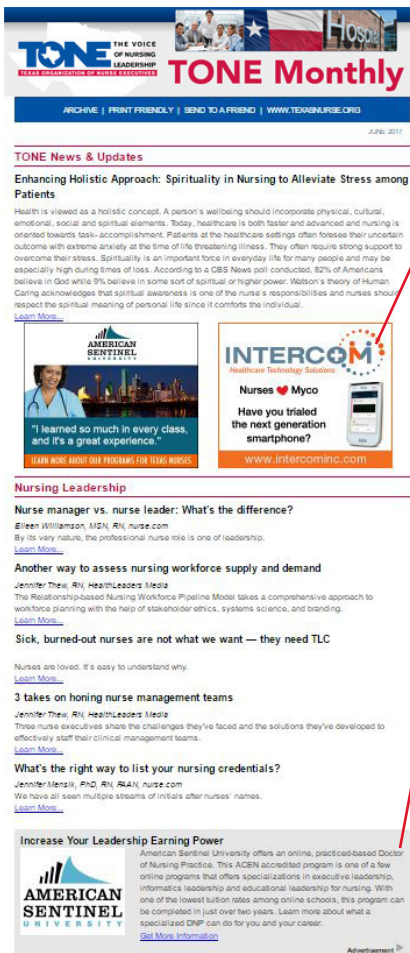 THE VOICE
OF NURSING
LEADERSHIP
TONE
TEXAS ORGANIZATION OF NURSE EXECUTIVES
Hospital
TONE Monthly
ARCHIVE | PRINT FRIENDLY | SEND TO A FRIEND | WWW.TEXASNURSE.ORG
JUNE 2017
TONE News & Updates
Enhancing Holistic Approach: Spirituality in Nursing to Alleviate Stress among
Patients
Health is viewed as a holistic concept. A person's wellbeing should incorporate physical, cultural,
emotional, social and spiritual elements. Today, healthcare is both faster and advanced and nursing is
oriented towards task- accomplishment. Patients at the healthcare settings often foresee their uncertain
outcome with extreme anxiety at the time of life threatening illness. They often require strong support to
overcome their stress. Spirituality is an important force in everyday life for many people and may be
especially high during times of loss. According to a CBS News poll conducted, 82% of Americans
believe in God while 9% believe in some sort of spiritual or higher power. Watson's theory of Human
Caring acknowledges that spiritual awareness is one of the nurse's responsibilities and nurses should
respect the spiritual meaning of personal life since it comforts the individual.
Learn More...
AMERICAN
SENTINEL
UNIVERSITY
"I learned so much in every class,
and it's a great experience."
LEARN MORE ABOUT OUR PROGRAMS FOR TEXAS NURSES
INTERCOM
Healthcare Technology Solutions
Nurses ❤ Myco
Have you trialed
the next generation
smartphone?
www.intercominc.com
Nursing Leadership
Nurse manager vs. nurse leader: What's the difference?
Eileen Williamson, MSN, RN, nurse.com
By its very nature, the professional nurse role is one of leadership.
Learn More...
Another way to assess nursing workforce supply and demand
Jennifer Thew, RN, HealthLeaders Media
The Relationship-based Nursing Workforce Pipeline Model takes a comprehensive approach to
workforce planning with the help of stakeholder ethics, systems science, and branding.
Learn More...
Sick, burned-out nurses are not what we want — they need TLC
Nurses are loved. It's easy to understand why.
Learn More...
3 takes on honing nurse management teams
Jennifer Thew, RN, HealthLeaders Media
Three nurse executives share the challenges they've faced and the solutions they've developed to
effectively staff their clinical management teams.
Learn More...
What's the right way to list your nursing credentials?
Jennifer Mensik, PhD, RN, FAAN, nurse.com
We have all seen multiple streams of initials after nurses' names.
Learn More...
Increase Your Leadership Earning Power
AMERICAN
SENTINEL
UNIVERSITY
American Sentinel University offers an online, practiced-based Doctor
of Nursing Practice. This ACEN accredited program is one of a few
online programs that offers specializations in executive leadership,
informatics leadership and educational leadership for nursing. With
one of the lowest tuition rates among online schools, this program can
be completed in just over two years. Learn more about what a
specialized DNP can do for you and your career.
Get More Information
Advertisement